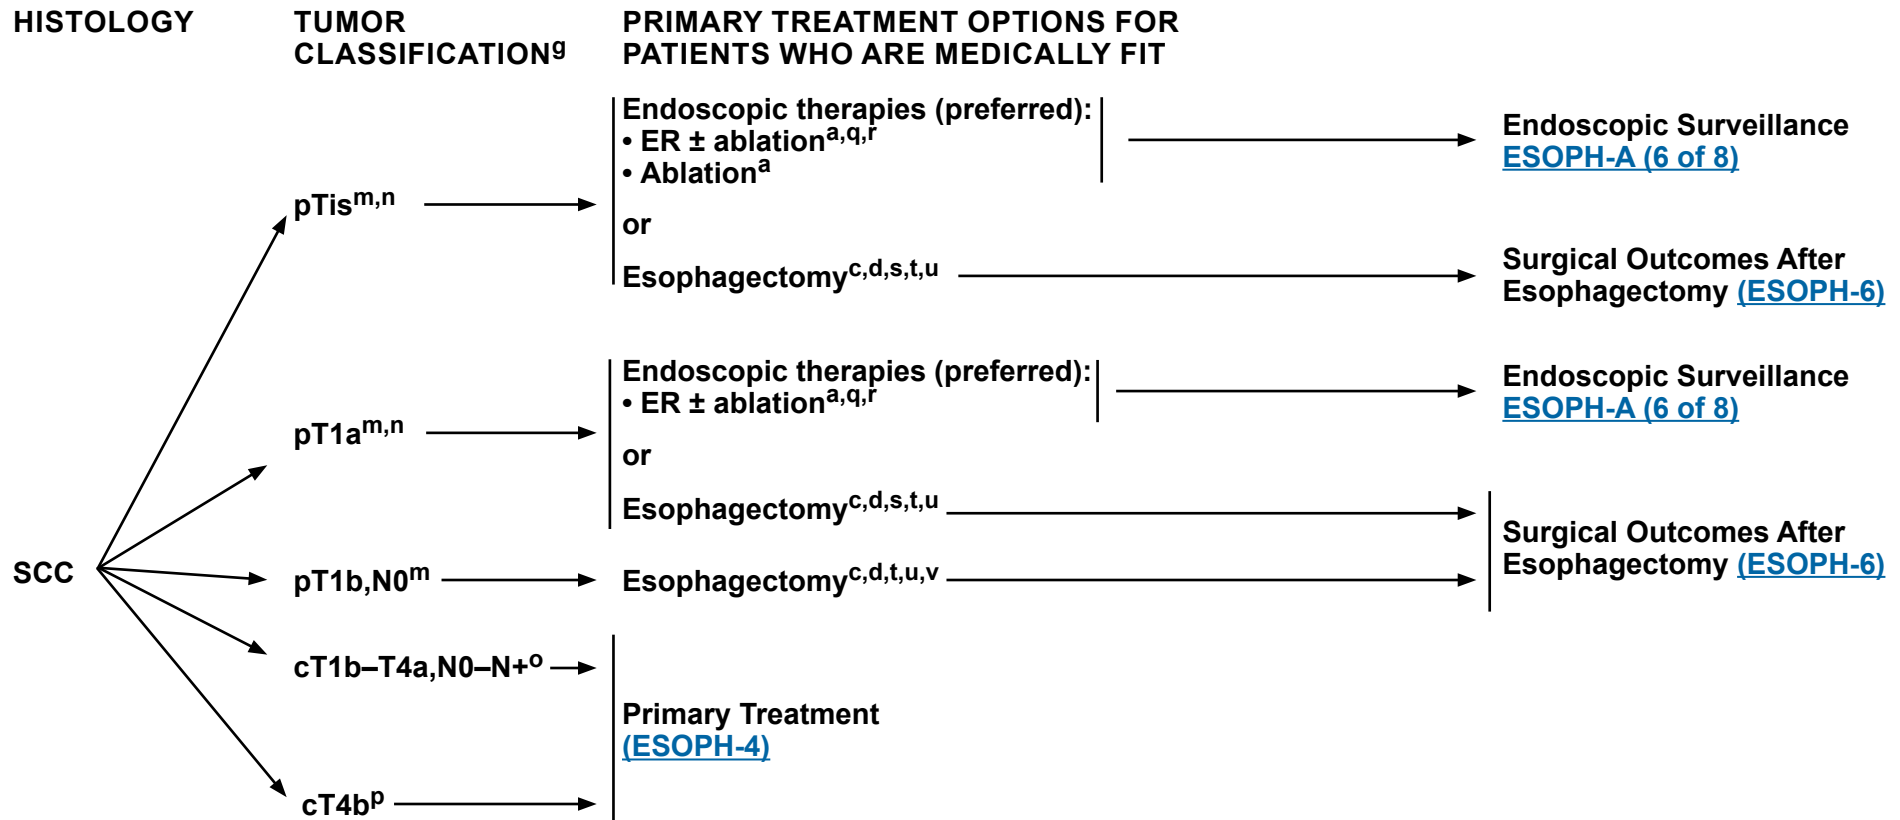 HISTOLOGY
TUMOR
CLASSIFICATIONg
PRIMARY TREATMENT OPTIONS FOR
PATIENTS WHO ARE MEDICALLY FIT
SCC
pTism,n
Endoscopic therapies (preferred):
• ER ± ablationa,q,r
• Ablationa
or
Esophagectomyc,d,s,t,u
Endoscopic Surveillance
ESOPH-A (6 of 8)
Surgical Outcomes After
Esophagectomy (ESOPH-6)
pT1am,n
Endoscopic therapies (preferred):
• ER ± ablationa,q,r
or
Esophagectomyc,d,s,t,u
Endoscopic Surveillance
ESOPH-A (6 of 8)
pT1b,N0m
Esophagectomyc,d,t,u,v
Surgical Outcomes After
Esophagectomy (ESOPH-6)
cT1b–T4a,N0–N+o
cT4bp
Primary Treatment
(ESOPH-4)